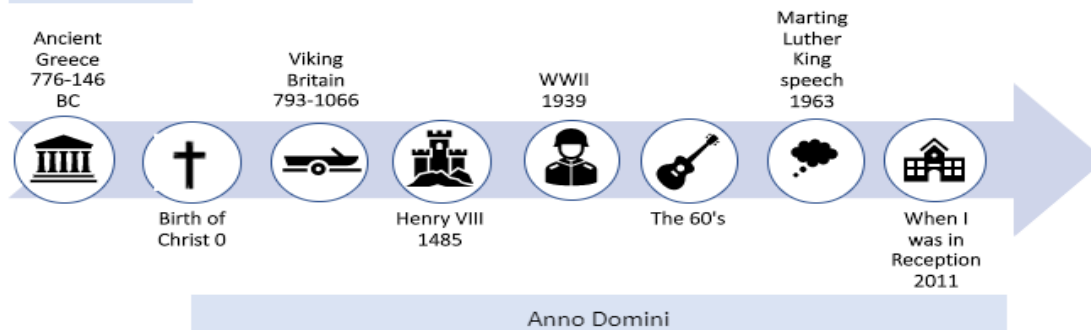 Ancient
Greece
776-146
BC
Birth of
Christ 0
Viking
Britain
793-1066
Henry VIII
1485
WWII
1939
The 60's
Marting
Luther
King
speech
1963
When I
was in
Reception
2011
Anno Domini